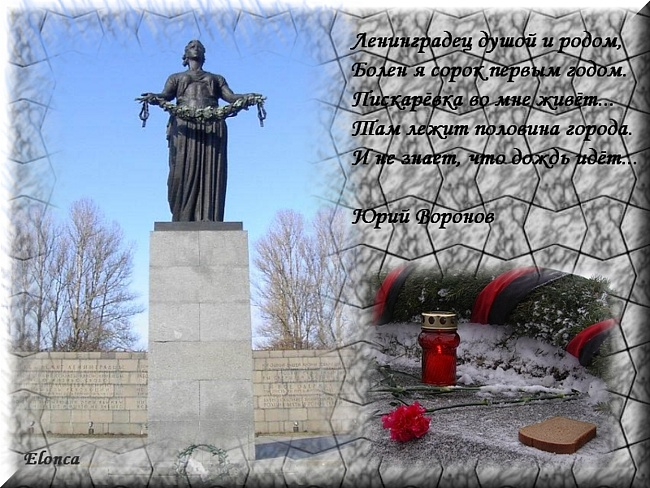 Ленинградец душой и родом,
Болен я сорок первым годом.
Пискарёвка во мне живёт...
Там лежит половина города.
И не знает, что дождь идёт...
Юрий Воронов
Elonca